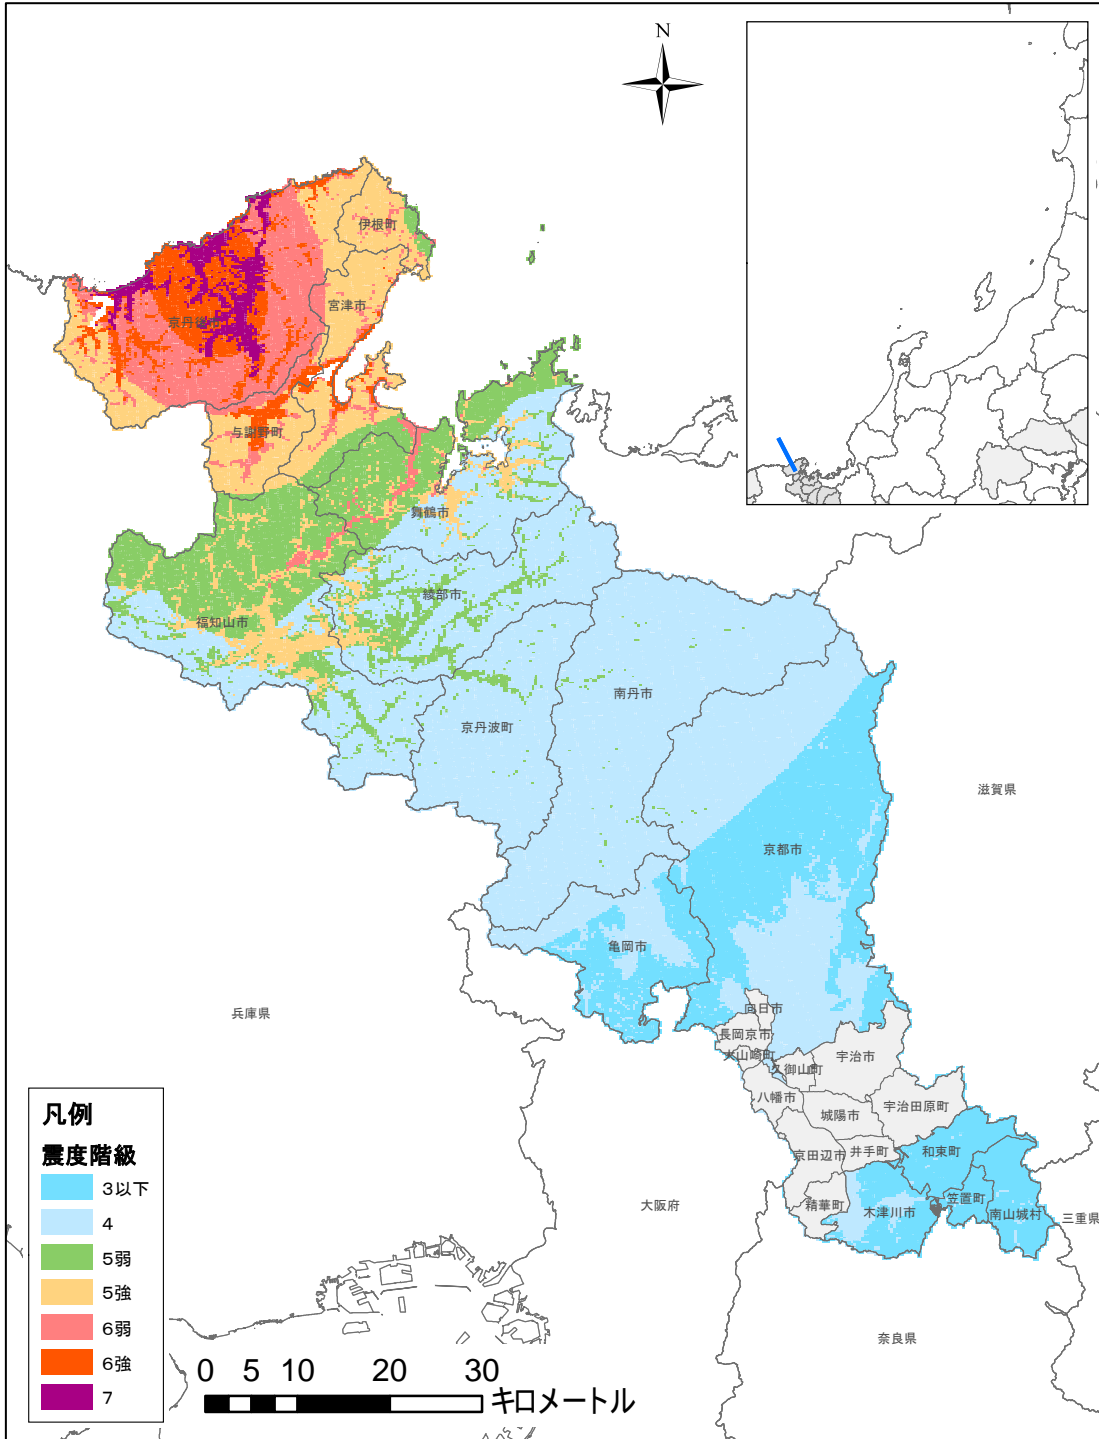 N
伊根町
宮津市
京丹後市
与謝野町
舞鶴市
綾部市
福知山市
南丹市
京丹波町
滋賀県
京都市
亀岡市
兵庫県
向日市
長岡京市
大山崎町
久御山町
宇治市
八幡市
城陽市
宇治田原町
京田辺市
井手町
和束町
精華町
木津川市
笠置町
南山城村
三重県
大阪府
奈良県
凡例
震度階級
3以下
4
5弱
5強
6弱
6強
7
0 5 10 20 30
キロメートル